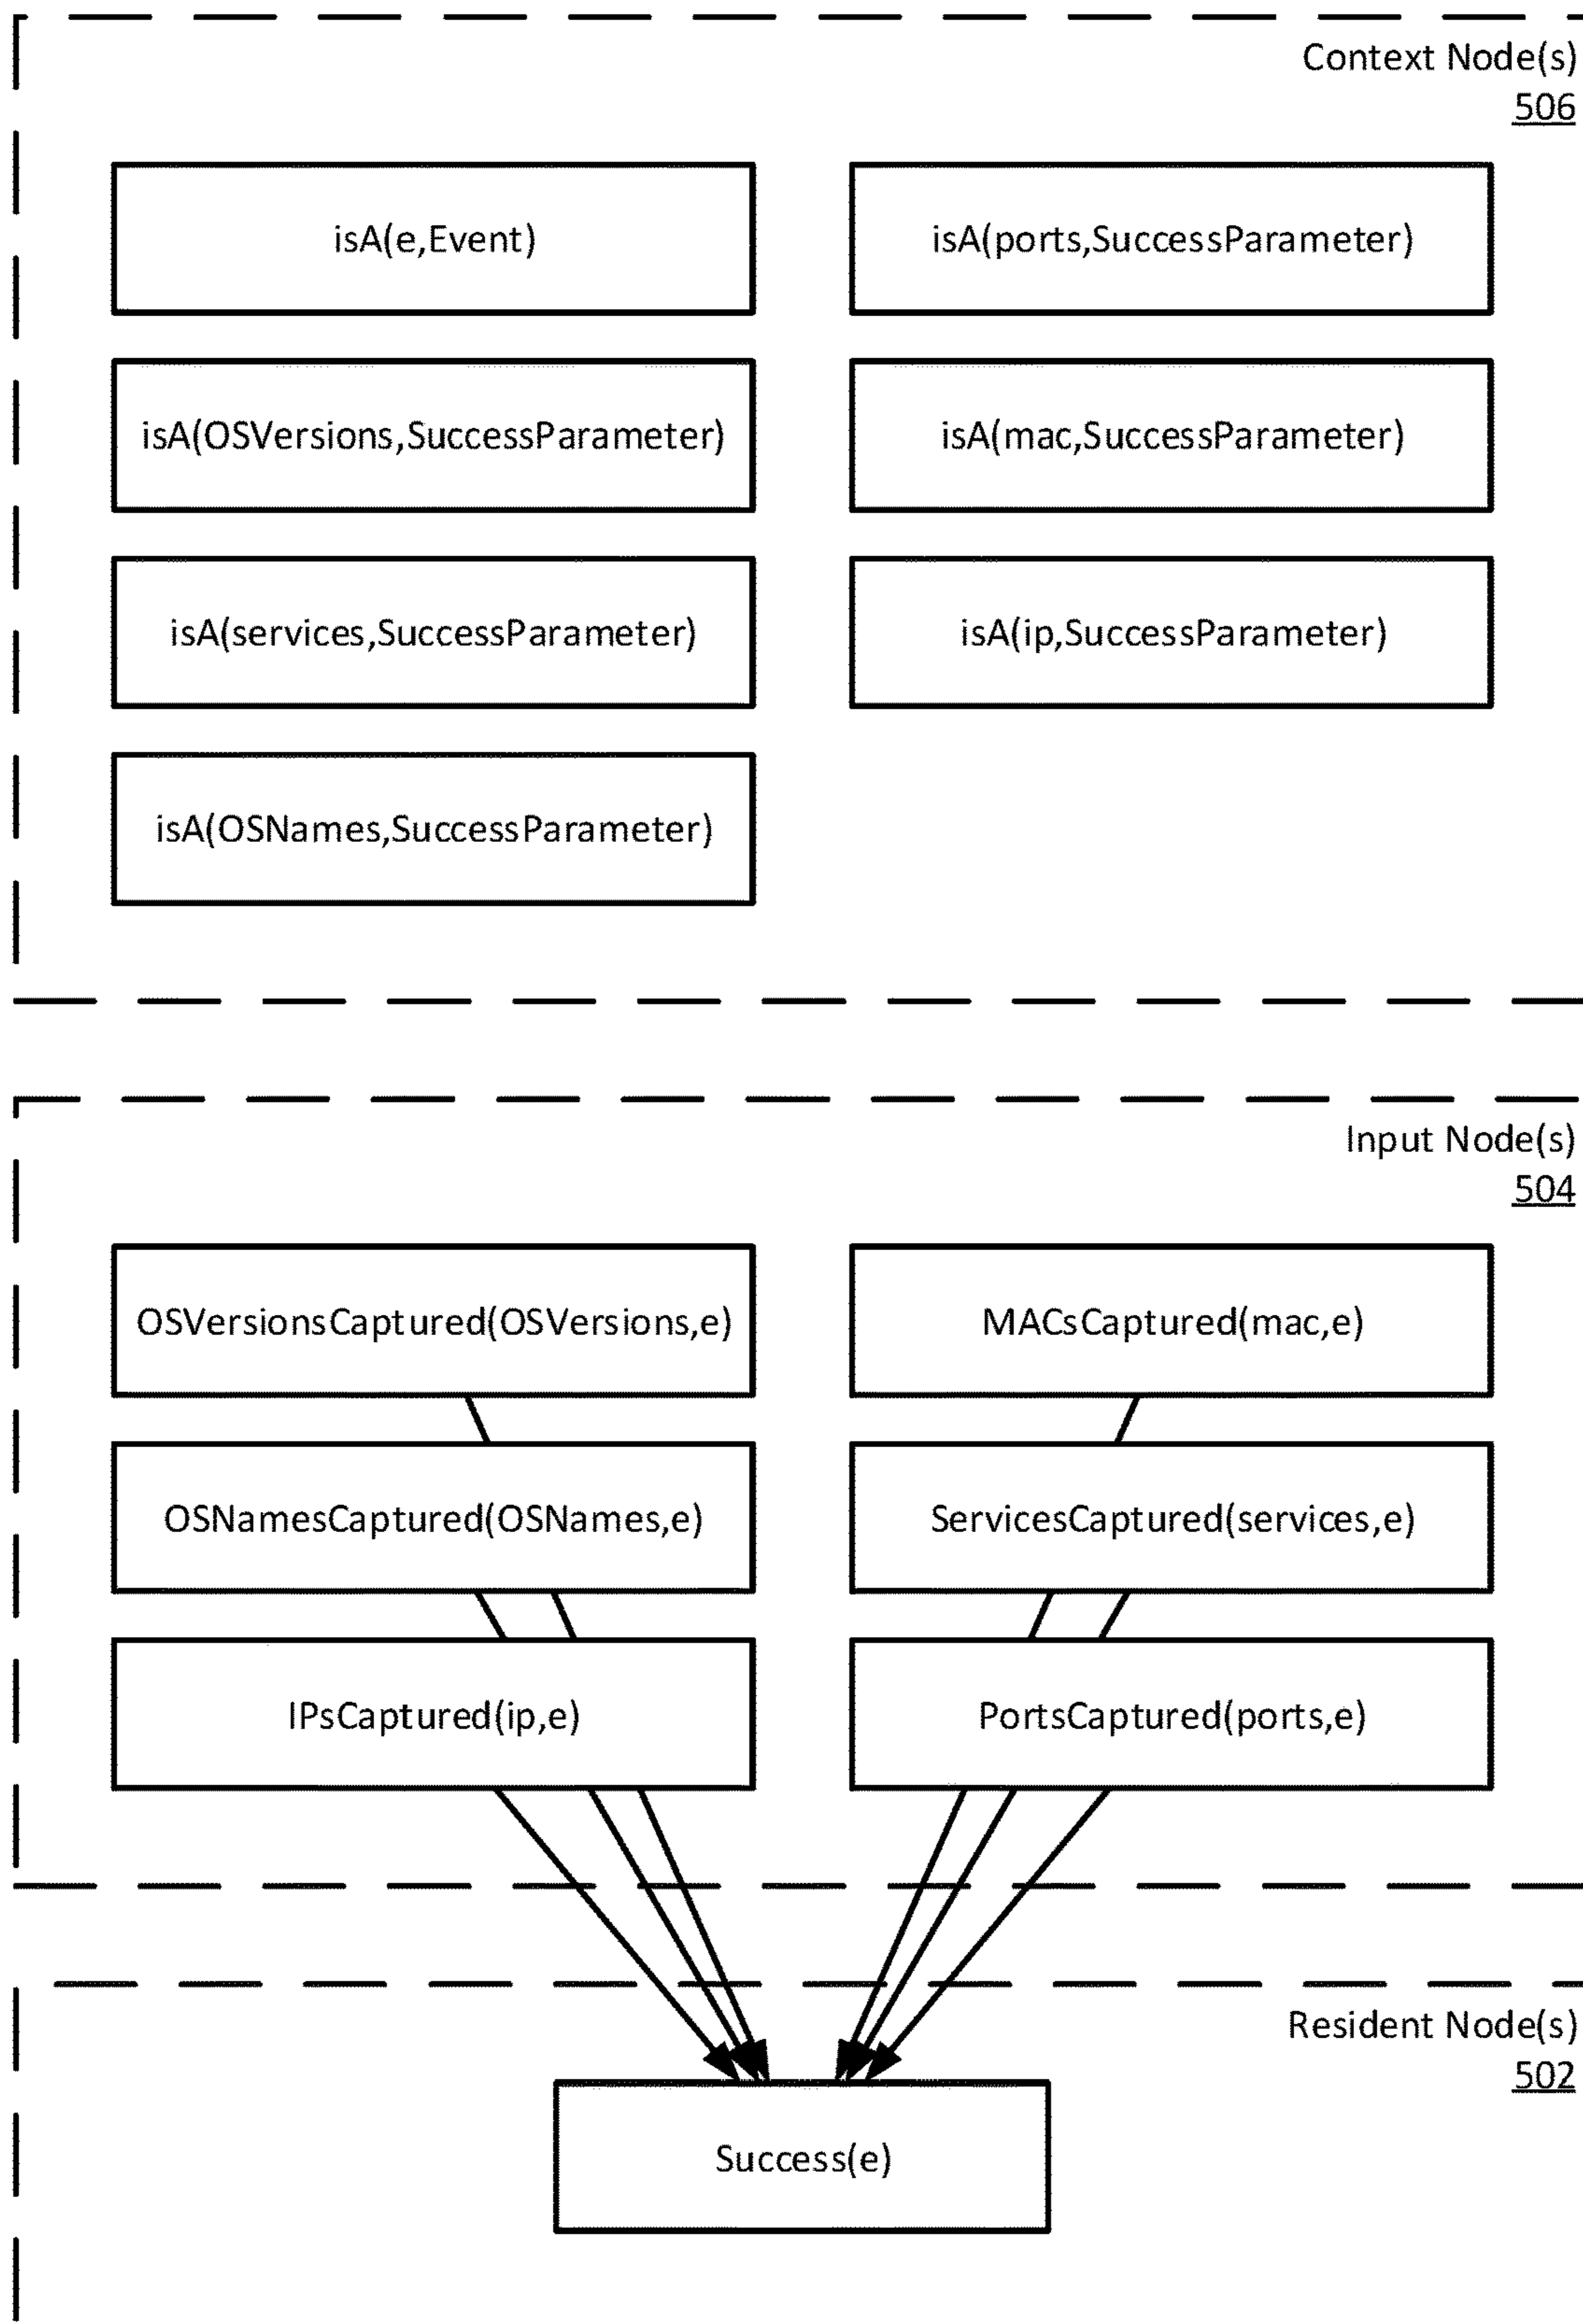 Context Node(s)
506
isA(e,Event)
isA(ports,SuccessParameter)
isA(OSVersions,SuccessParameter)
isA(mac,SuccessParameter)
isA(services,SuccessParameter)
isA(ip,SuccessParameter)
isA(OSNames,SuccessParameter)
Input Node(s)
504
OSVersionsCaptured(OSVersions,e)
MACsCaptured(mac,e)
OSNamesCaptured(OSNames,e)
ServicesCaptured(services,e)
IPsCaptured(ip,e)
PortsCaptured(ports,e)
Resident Node(s)
502
Success(e)